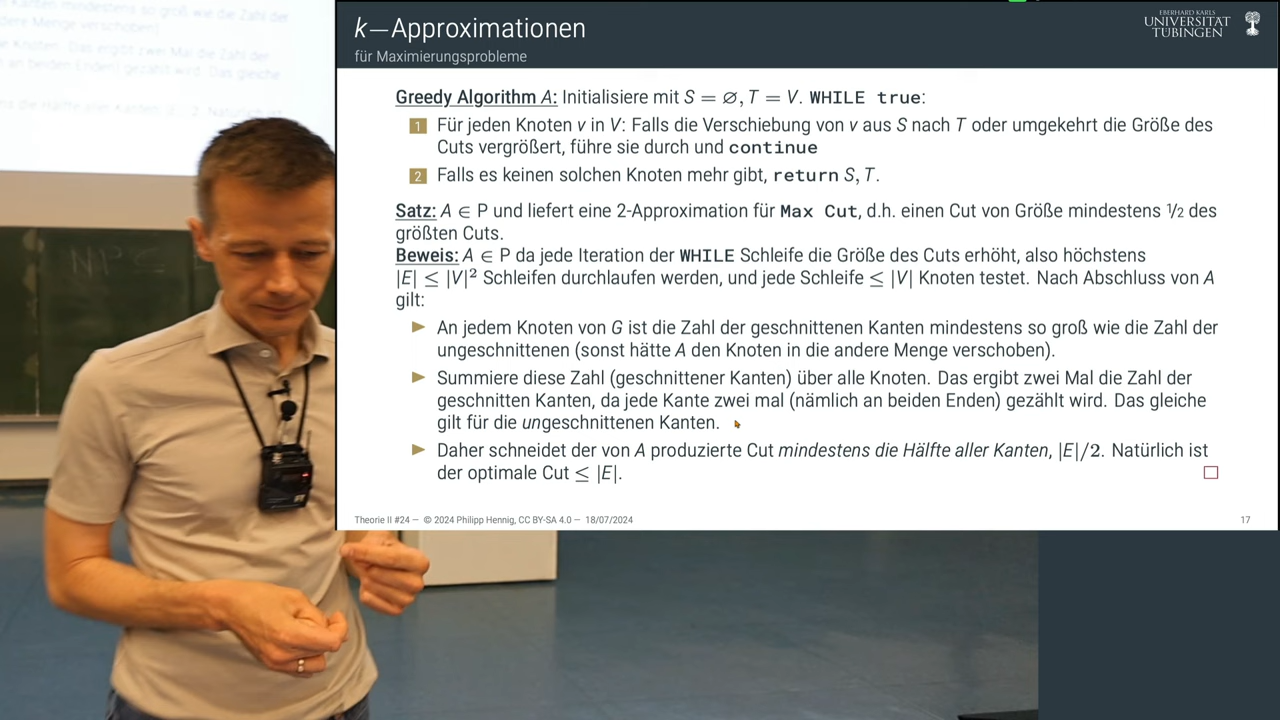 k—Approximationen
für Maximierungsprobleme
EBERHARD KARLS
UNIVERSITÄT
TÜBINGEN
Greedy Algorithm A: Initialisiere mit S = ∅, T = V. WHILE true:
1 Für jeden Knoten v in V: Falls die Verschiebung von v aus S nach T oder umgekehrt die Größe des
Cuts vergrößert, führe sie durch und continue
2 Falls es keinen solchen Knoten mehr gibt, return S, T.
Satz: A ∈ P und liefert eine 2-Approximation für Max Cut, d.h. einen Cut von Größe mindestens 1/2 des
größten Cuts.
Beweis: A ∈ P da jede Iteration der WHILE Schleife die Größe des Cuts erhöht, also höchstens
|E| ≤ |V|² Schleifen durchlaufen werden, und jede Schleife ≤ |V| Knoten testet. Nach Abschluss von A
gilt:
► An jedem Knoten von G ist die Zahl der geschnittenen Kanten mindestens so groß wie die Zahl der
ungeschnittenen (sonst hätte A den Knoten in die andere Menge verschoben).
► Summiere diese Zahl (geschnittener Kanten) über alle Knoten. Das ergibt zwei Mal die Zahl der
geschnitten Kanten, da jede Kante zwei mal (nämlich an beiden Enden) gezählt wird. Das gleiche
gilt für die ungeschnittenen Kanten.
► Daher schneidet der von A produzierte Cut mindestens die Hälfte aller Kanten, |E|/2. Natürlich ist
der optimale Cut ≤ |E|. □
Theorie II #24 — © 2024 Philipp Hennig, CC BY-SA 4.0 — 18/07/2024
17